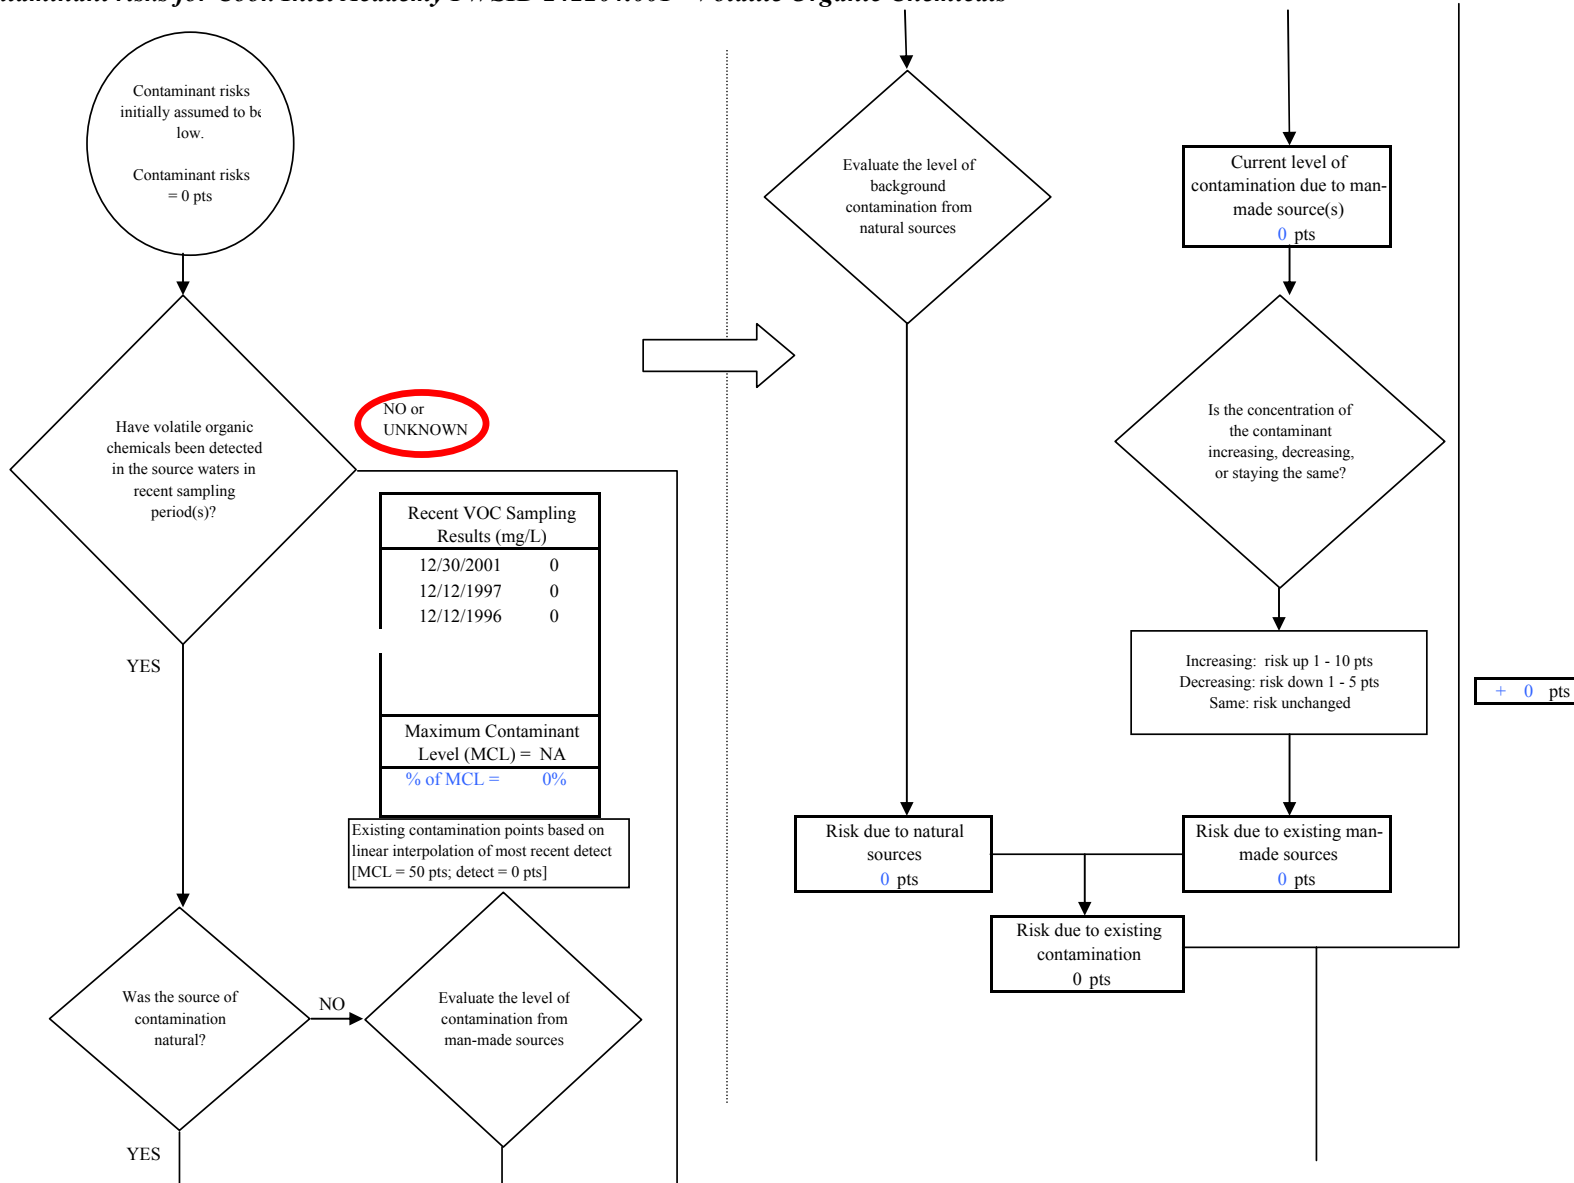 Contaminant risks
initially assumed to be
low.
Contaminant risks
= 0 pts
Have volatile organic
chemicals been detected
in the source waters in
recent sampling
period(s)?
NO or
UNKNOWN
Recent VOC Sampling
Results (mg/L)
12/30/2001 0
12/12/1997 0
12/12/1996 0
Maximum Contaminant
Level (MCL) = NA
% of MCL = 0%
Existing contamination points based on
linear interpolation of most recent detect
[MCL = 50 pts; detect = 0 pts]
YES
Was the source of
contamination
natural?
NO
Evaluate the level of
contamination from
man-made sources
YES
Evaluate the level of
background
contamination from
natural sources
Current level of
contamination due to man-
made source(s)
0 pts
Is the concentration of
the contaminant
increasing, decreasing,
or staying the same?
Increasing: risk up 1 - 10 pts
Decreasing: risk down 1 - 5 pts
Same: risk unchanged
+ 0 pts
Risk due to natural
sources
0 pts
Risk due to existing man-
made sources
0 pts
Risk due to existing
contamination
0 pts